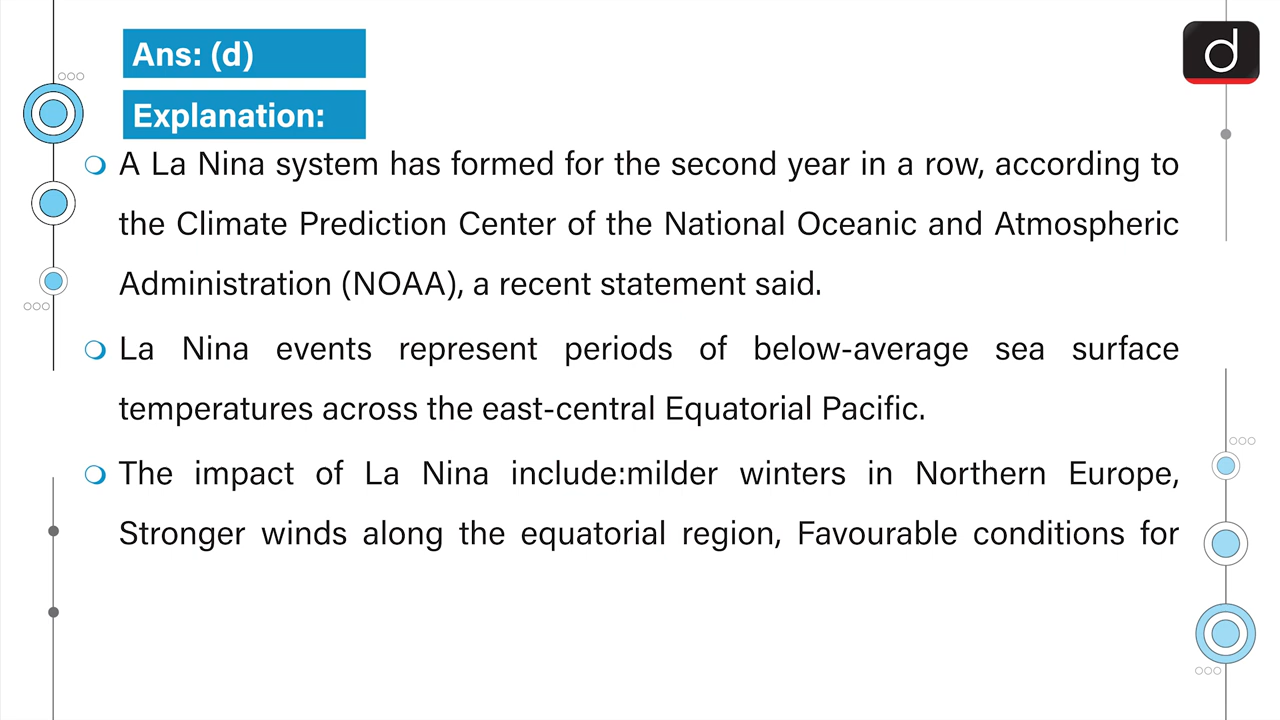 Ans: (d)
d
Explanation:
A La Nina system has formed for the second year in a row, according to
the Climate Prediction Center of the National Oceanic and Atmospheric
Administration (NOAA), a recent statement said.
La Nina events represent periods of below-average sea surface
temperatures across the east-central Equatorial Pacific.
The impact of La Nina include:milder winters in Northern Europe,
Stronger winds along the equatorial region, Favourable conditions for